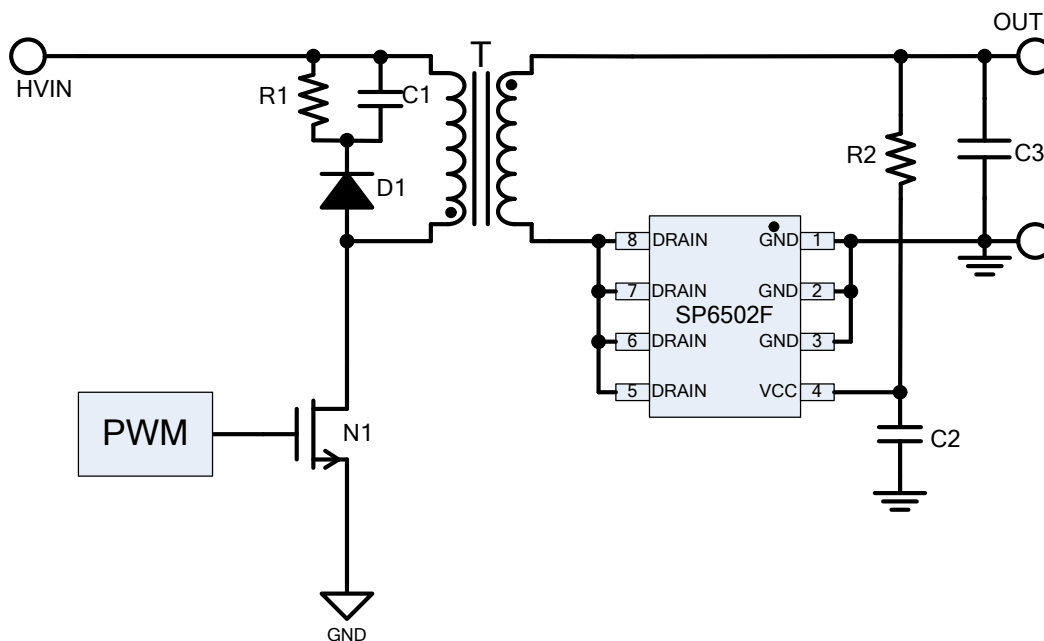 OUT
T
HVIN
R1
C1
R2
C3
D1
8 DRAIN GND 1
7 DRAIN GND 2
SP6502F
6 DRAIN GND 3
5 DRAIN VCC 4
PWM
N1
C2
GND